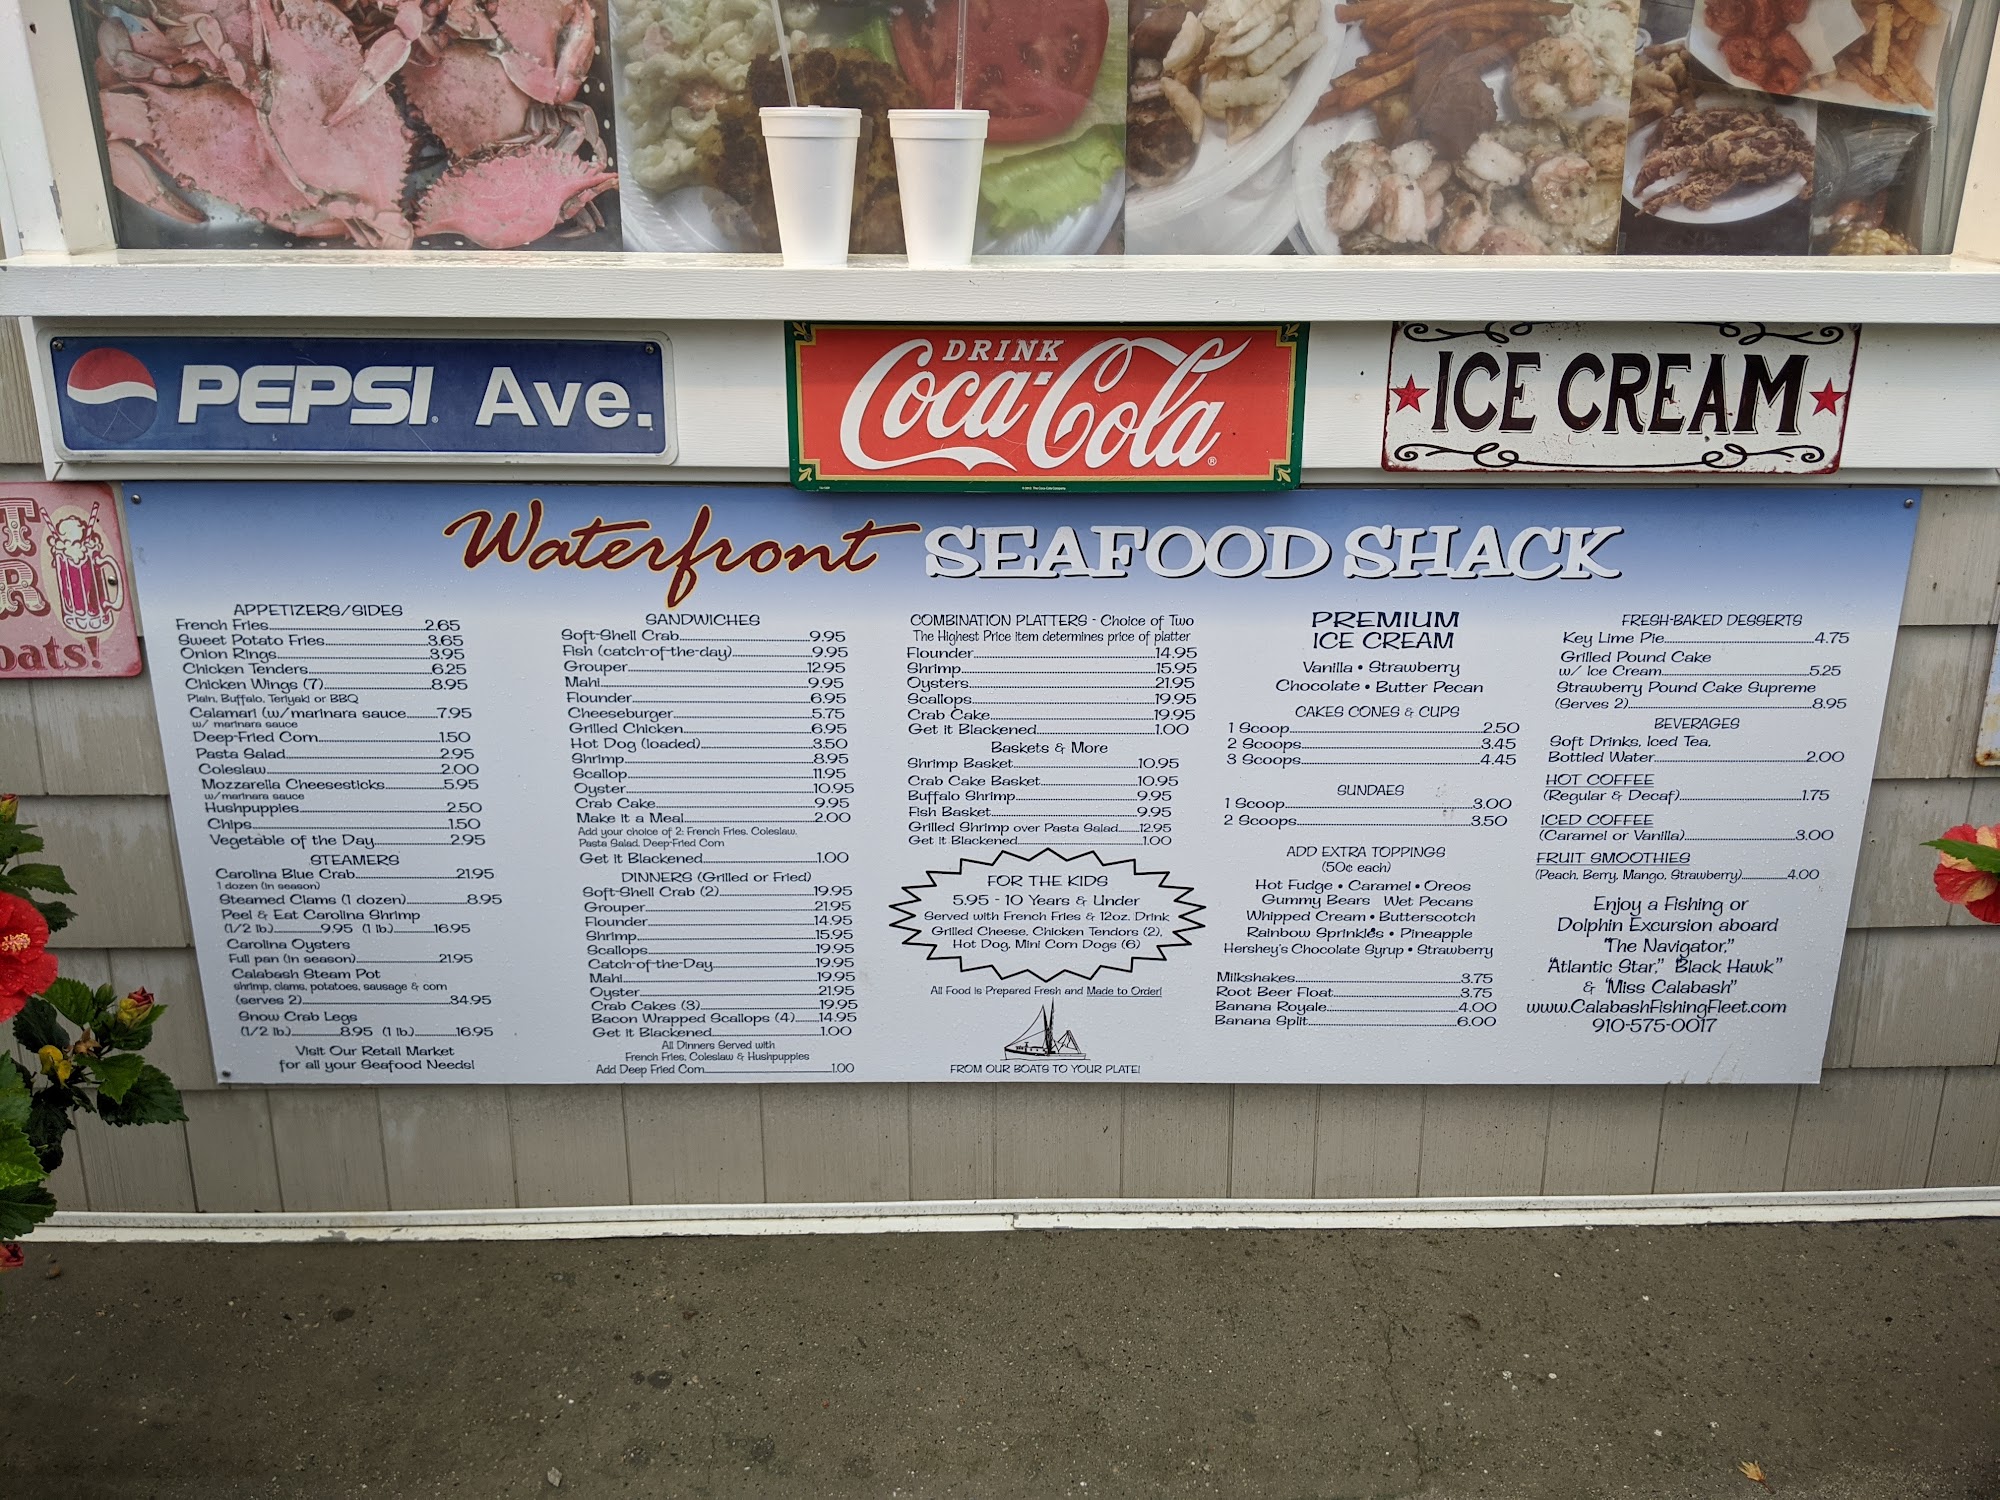 PEPSI Ave.
DRINK
Coca-Cola
ICE CREAM
T
R
oats!
Waterfront SEAFOOD SHACK
APPETIZERS/SIDES
French Fries 2.65
Sweet Potato Fries 3.65
Onion Rings 3.95
Chicken Tenders 6.25
Chicken Wings (7) 8.95
Plain, Buffalo, Teriyaki or BBQ
Calamari (w/marinara sauce 7.95
w/ marinara sauce
Deep-Fried Corn 1.50
Pasta Salad 2.95
Coleslaw 2.00
Mozzarella Cheesesticks 5.95
w/marinara sauce
Hushpuppies 2.50
Chips 1.50
Vegetable of the Day 2.95
STEAMERS
Carolina Blue Crab 21.95
1 dozen (in season)
Steamed Clams (1 dozen) 8.95
Peel & Eat Carolina Shrimp
(1/2 lb.) 9.95 (1 lb.) 16.95
Carolina Oysters
Full pan (in season) 21.95
Calabash Steam Pot
shrimp, clams, potatoes, sausage & corn
(serves 2) 34.95
Snow Crab Legs
(1/2 lb.) 8.95 (1 lb.) 16.95
Visit Our Retail Market
for all your Seafood Needs!
SANDWICHES
Soft-Shell Crab 9.95
Fish (catch-of-the-day) 9.95
Grouper 12.95
Mahi 9.95
Flounder 6.95
Cheeseburger 5.75
Grilled Chicken 6.95
Hot Dog (loaded) 3.50
Shrimp 8.95
Scallop 11.95
Oyster 10.95
Crab Cake 9.95
Make it a Meal 2.00
Add your choice of 2: French Fries, Coleslaw,
Pasta Salad, Deep-Fried Corn
Get it Blackened 1.00
DINNERS (Grilled or Fried)
Soft-Shell Crab (2) 19.95
Grouper 21.95
Flounder 14.95
Shrimp 15.95
Scallops 19.95
Catch-of-the-Day 19.95
Mahi 19.95
Oyster 21.95
Crab Cakes (3) 19.95
Bacon Wrapped Scallops (4) 14.95
Get it Blackened 1.00
All Dinners Served with
French Fries, Coleslaw & Hushpuppies
Add Deep Fried Corn 1.00
COMBINATION PLATTERS - Choice of Two
The Highest Price item determines price of platter
Flounder 14.95
Shrimp 15.95
Oysters 21.95
Scallops 19.95
Crab Cake 19.95
Get it Blackened 1.00
Baskets & More
Shrimp Basket 10.95
Crab Cake Basket 10.95
Buffalo Shrimp 9.95
Fish Basket 9.95
Grilled Shrimp over Pasta Salad 12.95
Get it Blackened 1.00
FOR THE KIDS
5.95 - 10 Years & Under
Served with French Fries & 12oz. Drink
Grilled Cheese, Chicken Tendors (2),
Hot Dog, Mini Corn Dogs (6)
All Food is Prepared Fresh and Made to Order!
FROM OUR BOATS TO YOUR PLATE!
PREMIUM
ICE CREAM
Vanilla • Strawberry
Chocolate • Butter Pecan
CAKES CONES & CUPS
1 Scoop 2.50
2 Scoops 3.45
3 Scoops 4.45
SUNDAES
1 Scoop 3.00
2 Scoops 3.50
ADD EXTRA TOPPINGS
(50¢ each)
Hot Fudge • Caramel • Oreos
Gummy Bears Wet Pecans
Whipped Cream • Butterscotch
Rainbow Sprinkles • Pineapple
Hershey's Chocolate Syrup • Strawberry
Milkshakes 3.75
Root Beer Float 3.75
Banana Royale 4.00
Banana Split 6.00
FRESH-BAKED DESSERTS
Key Lime Pie 4.75
Grilled Pound Cake
w/ Ice Cream 5.25
Strawberry Pound Cake Supreme
(Serves 2) 8.95
BEVERAGES
Soft Drinks, Iced Tea,
Bottled Water 2.00
HOT COFFEE
(Regular & Decaf) 1.75
ICED COFFEE
(Caramel or Vanilla) 3.00
FRUIT SMOOTHIES
(Peach, Berry, Mango, Strawberry) 4.00
Enjoy a Fishing or
Dolphin Excursion aboard
"The Navigator,"
"Atlantic Star," "Black Hawk"
& "Miss Calabash"
www.CalabashFishingFleet.com
910-575-0017